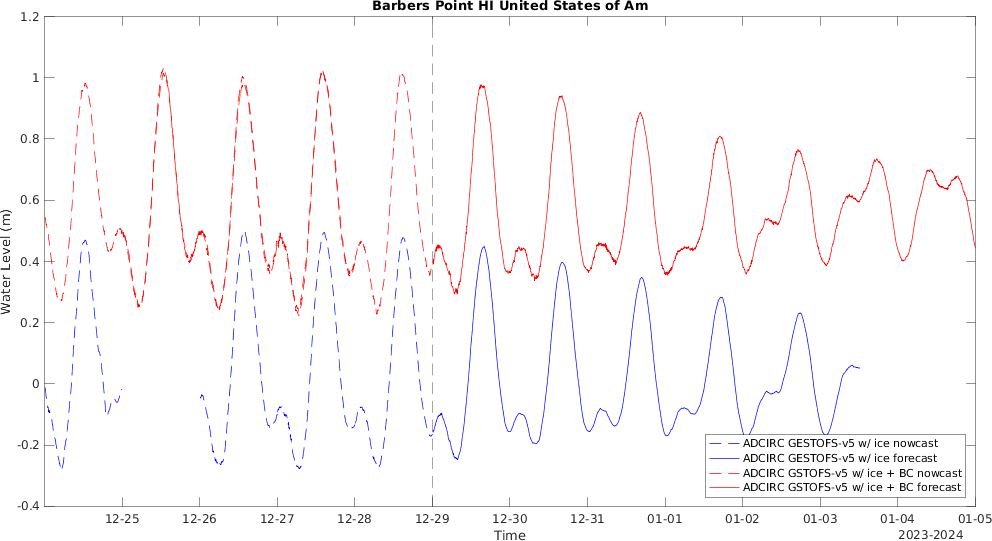 Barbers Point HI United States of Am
1.2
1
0.8
0.6
0.4
0.2
0
-0.2
-0.4
Water Level (m)
12-25 12-26 12-27 12-28 12-29 12-30 12-31 01-01 01-02 01-03 01-04 01-05
Time
2023-2024
ADCIRC GESTOFS-v5 w/ ice nowcast
ADCIRC GESTOFS-v5 w/ ice forecast
ADCIRC GSTOFS-v5 w/ ice + BC nowcast
ADCIRC GSTOFS-v5 w/ ice + BC forecast